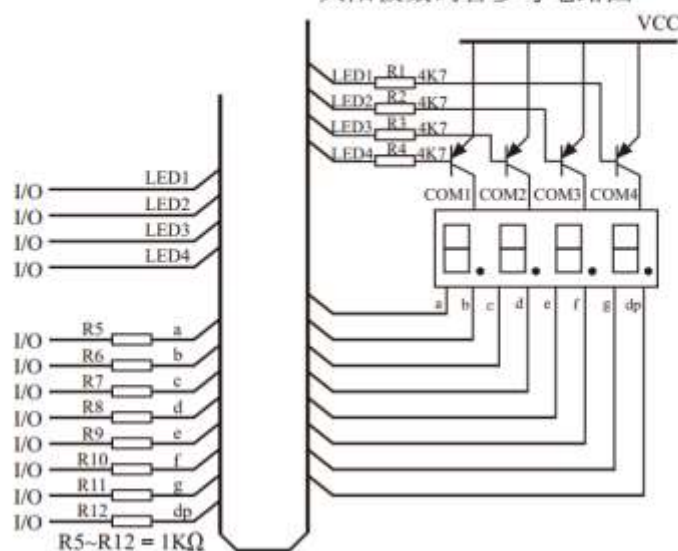 VCC
LED1 R1 4K7
LED2 R2 4K7
LED3 R3 4K7
LED4 R4 4K7
COM1 COM2 COM3 COM4
I/O LED1
I/O LED2
I/O LED3
I/O LED4
a b c d e f g dp
I/O R5 a
I/O R6 b
I/O R7 c
I/O R8 d
I/O R9 e
I/O R10 f
I/O R11 g
I/O R12 dp
R5~R12 = 1KΩ